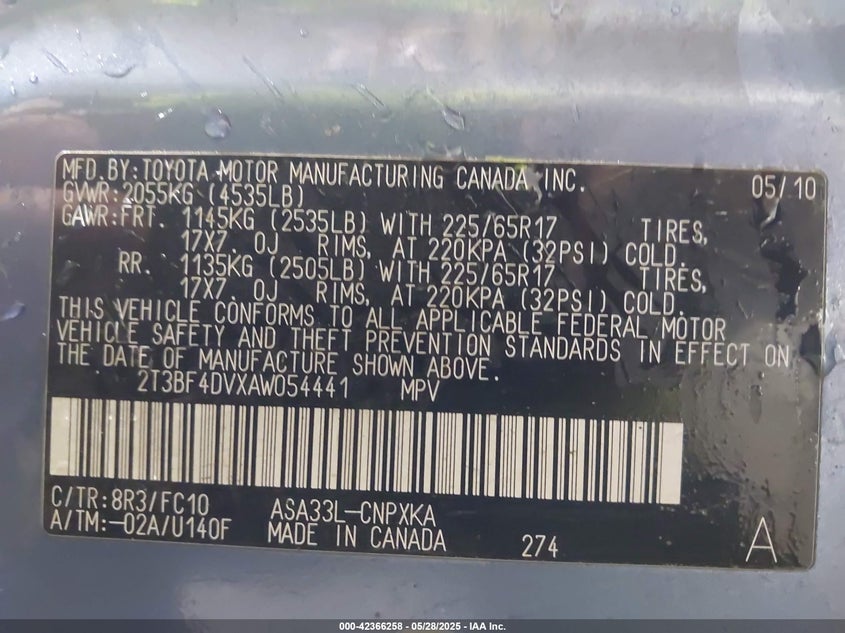 MFD.BY:TOYOTA MOTOR MANUFACTURING CANADA INC. 05/10
GVWR:2055KG (4535LB)
GAWR:FRT. 1145KG (2535LB) WITH 225/65R17 TIRES,
17X7.0J RIMS, AT 220KPA (32PSI) COLD.
RR. 1135KG (2505LB) WITH 225/65R17 TIRES,
17X7.0J RIMS, AT 220KPA (32PSI) COLD.
THIS VEHICLE CONFORMS TO ALL APPLICABLE FEDERAL MOTOR
VEHICLE SAFETY AND THEFT PREVENTION STANDARDS IN EFFECT ON
THE DATE OF MANUFACTURE SHOWN ABOVE.
2T3BF4DVXAW054441 MPV
C/TR:8R3/FC10 ASA33L-CNPXKA
A/TM:-02A/U140F MADE IN CANADA 274 A
000-42366258 - 05/28/2025 - IAA Inc.